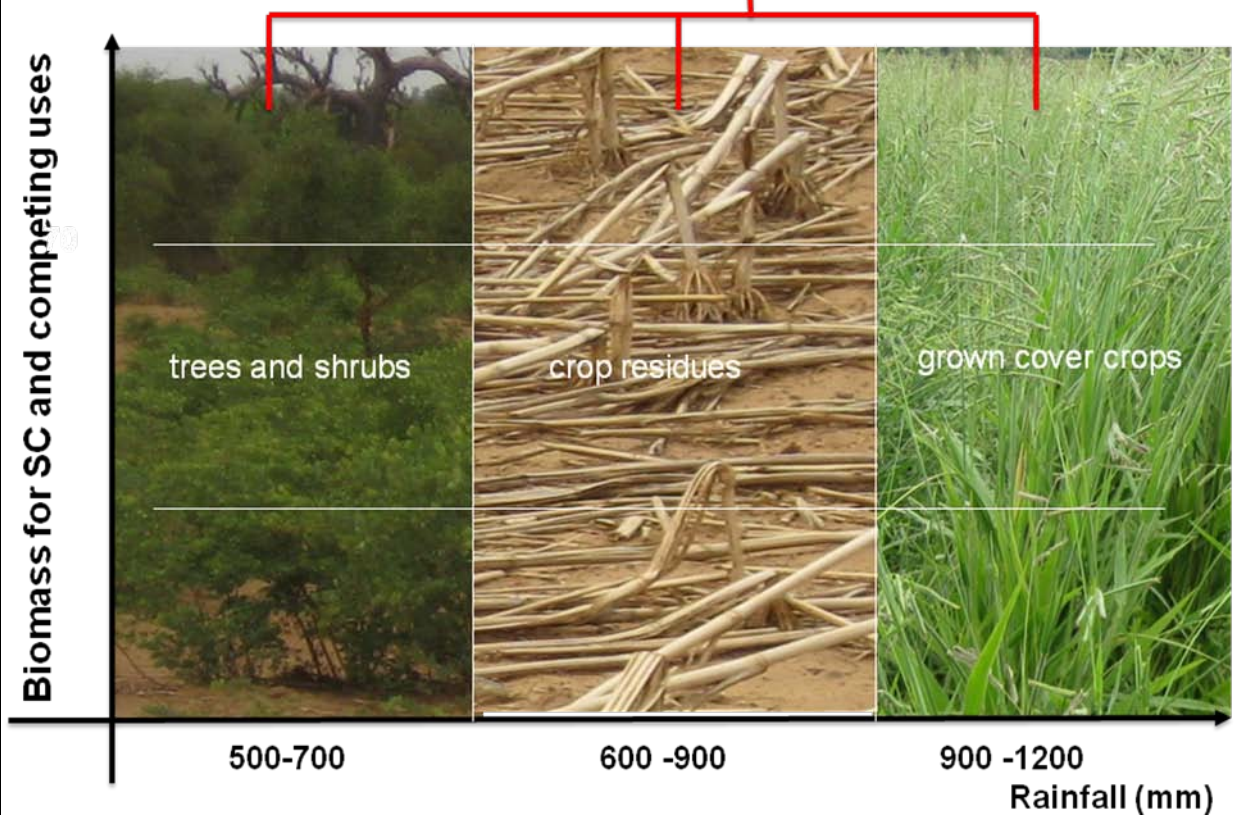 Biomass for SC and competing uses
trees and shrubs
crop residues
grown cover crops
500-700
600 -900
900 -1200
Rainfall (mm)